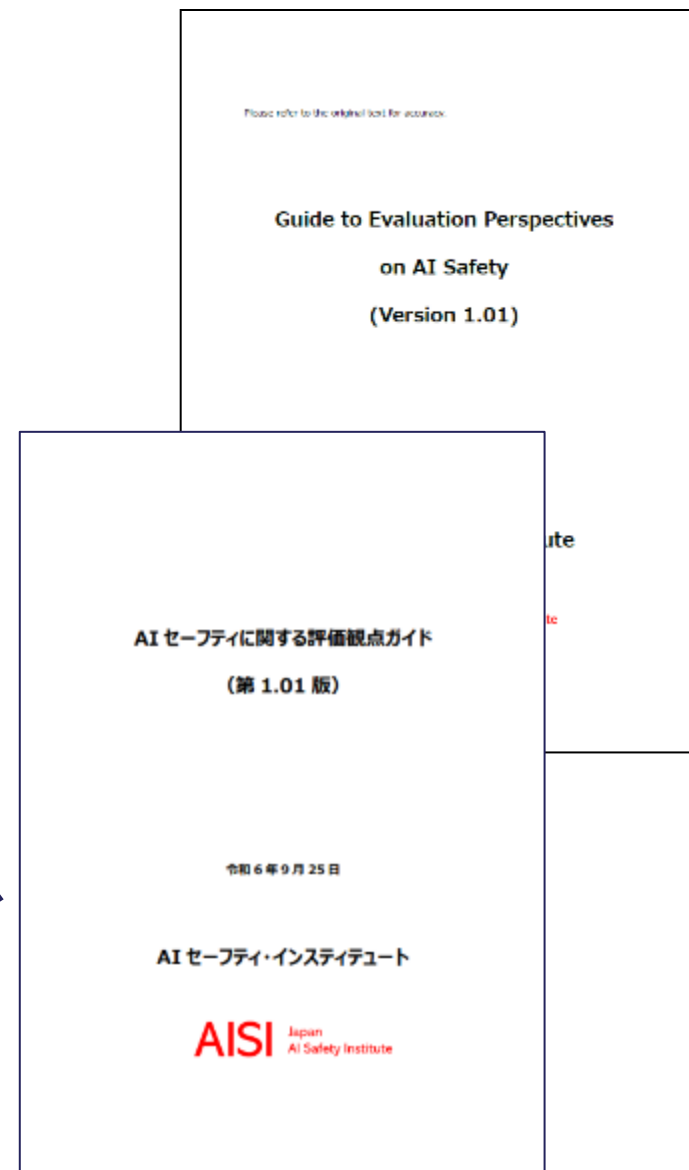 Please refer to the original text for accuracy.
Guide to Evaluation Perspectives
on AI Safety
(Version 1.01)
ute
te
AI セーフティに関する評価観点ガイド
（第 1.01 版）
令和 6 年 9 月 25 日
AI セーフティ・インスティテュート
AISI Japan
AI Safety Institute